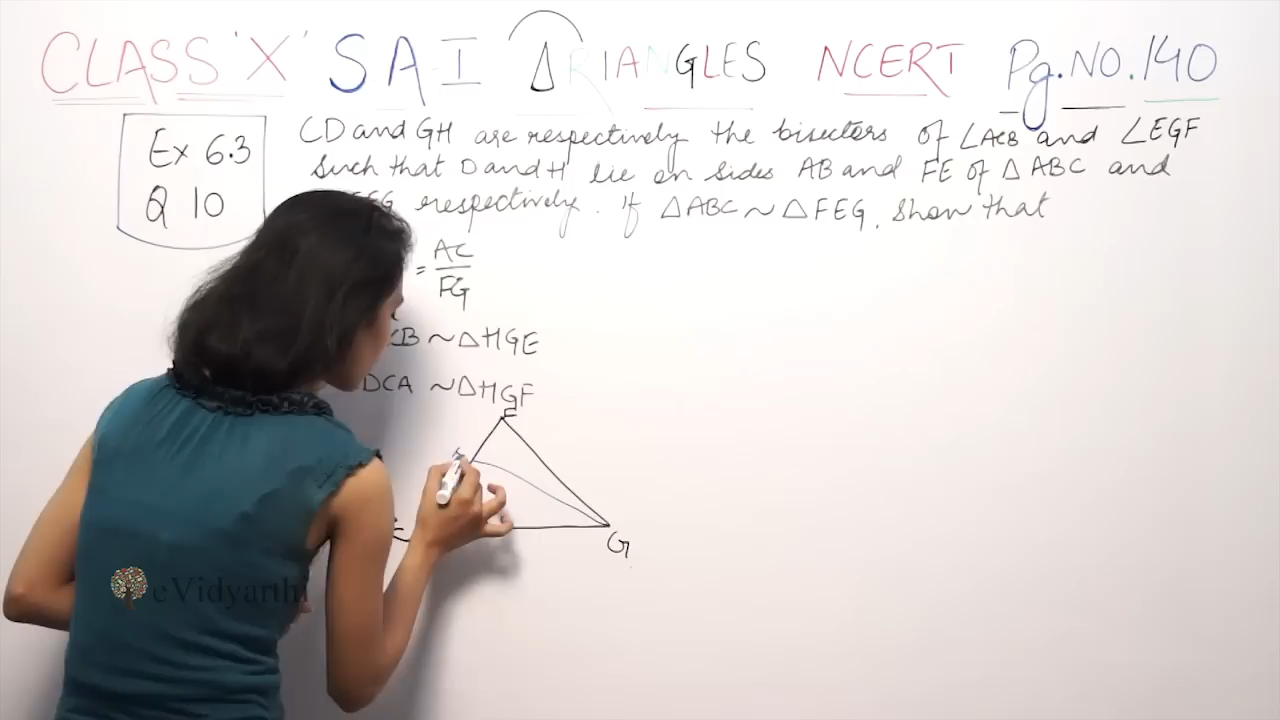 CLASS 'X' SAI ΔRIANGLES NCERT Pg.NO.140
Ex 6.3
Q 10
CD and GH are respectively the bisectors of ∠ACB and ∠EGF
such that D and H lie on sides AB and FE of △ABC and
respectively. If △ABC ~ △FEG, show that
= AC
FG
CB ~ △HGE
DCA ~ △HGF
G
eVidyarthi